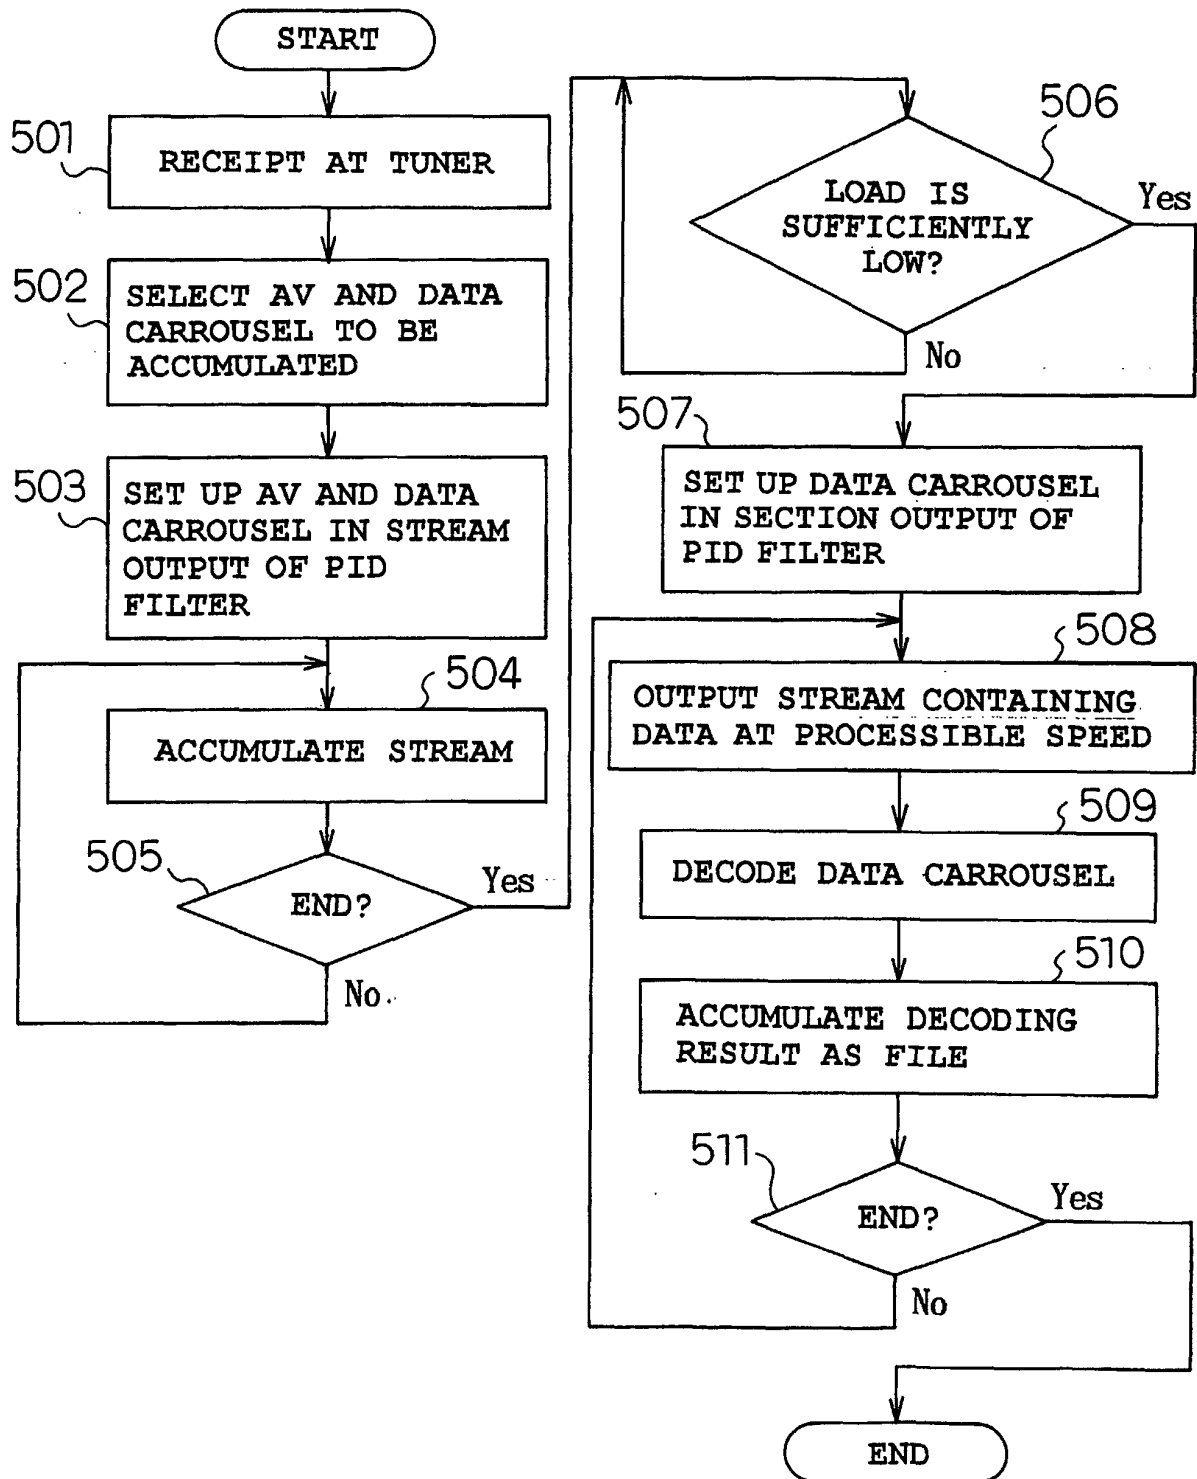 START
501
RECEIPT AT TUNER
502
SELECT AV AND DATA
CARROUSEL TO BE
ACCUMULATED
503
SET UP AV AND DATA
CARROUSEL IN STREAM
OUTPUT OF PID
FILTER
504
ACCUMULATE STREAM
505
END?
Yes
No
506
LOAD IS
SUFFICIENTLY
LOW?
Yes
No
507
SET UP DATA CARROUSEL
IN SECTION OUTPUT OF
PID FILTER
508
OUTPUT STREAM CONTAINING
DATA AT PROCESSIBLE SPEED
509
DECODE DATA CARROUSEL
510
ACCUMULATE DECODING
RESULT AS FILE
511
END?
Yes
No
END